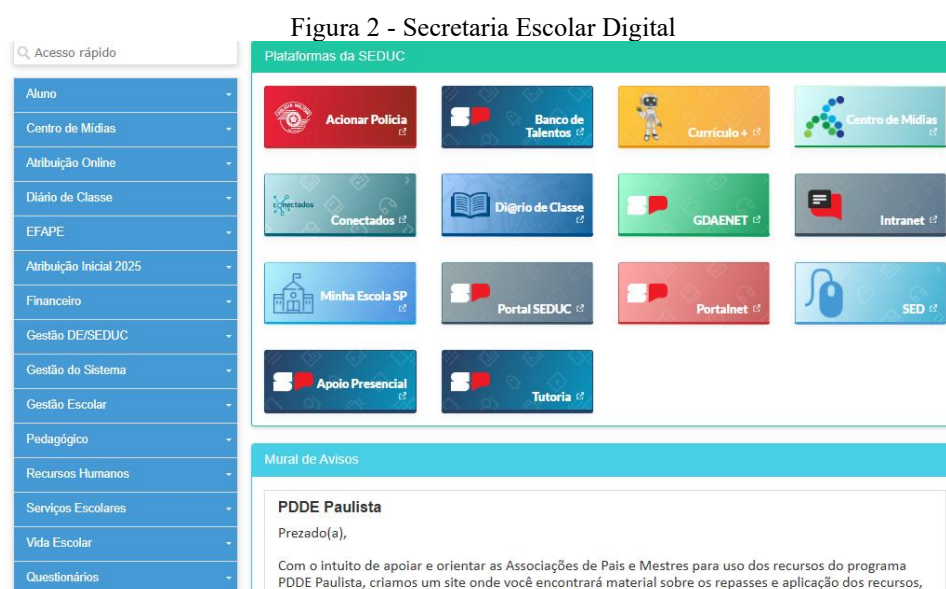 Figura 2 - Secretaria Escolar Digital
Acesso rápido
Aluno
Centro de Mídias
Atribuição Online
Diário de Classe
EFAPE
Atribuição Inicial 2025
Financeiro
Gestão DE/SEDUC
Gestão do Sistema
Gestão Escolar
Pedagógico
Recursos Humanos
Serviços Escolares
Vida Escolar
Questionários
Plataformas da SEDUC
Acionar Policia
Banco de
Talentos
Currículo +
Centro de Mídias
conectados
Conectados
Di@rio de Classe
GDAENET
Intranet
Minha Escola SP
Portal SEDUC
Portalnet
SED
Apoio Presencial
Tutoria
Mural de Avisos
PDDE Paulista
Prezado(a),
Com o intuito de apoiar e orientar as Associações de Pais e Mestres para uso dos recursos do programa
PDDE Paulista, criamos um site onde você encontrará material sobre os repasses e aplicação dos recursos,